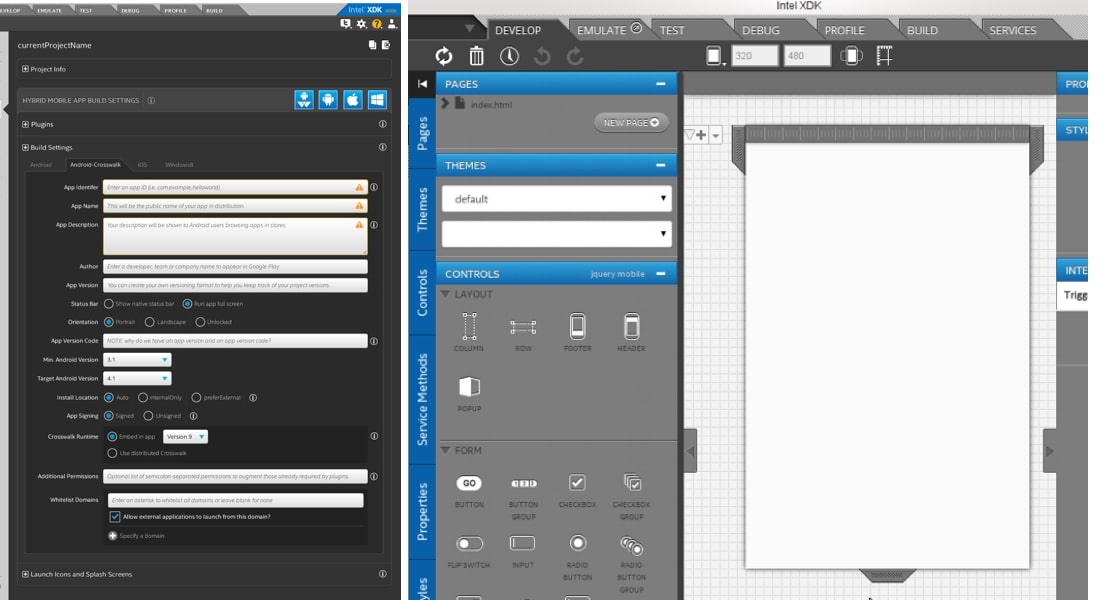 EVELOP EMULATE TEST DEBUG PROFILE BUILD
Intel XDK
currentProjectName
Project Info
HYBRID MOBILE APP BUILD SETTINGS
Plugins
Build Settings
Android Android-Crosswalk iOS Windows8
App Identifer Enter an app ID (i.e. com.example.helloworld)
App Name This will be the public name of your app in distribution.
App Description Your description will be shown to Android users browsing apps in stores.
Author Enter a developer, team or company name to appear in Google Play
App Version You can create your own versioning format to help you keep track of your project versions.
Status Bar Show native status bar Run app full screen
Orientation Portrait Landscape Unlocked
App Version Code NOTE: why do we have an app version and an app version code?
Min. Android Version 3.1
Target Android Version 4.1
Install Location Auto internalOnly preferExternal
App Signing Signed Unsigned
Crosswalk Runtime Embed in app Version 9
Use distributed Crosswalk
Additional Permissions Optional list of semicolon-separated permissions to augment those already required by plugins.
Whitelist Domains Enter an asterisk to whitelist all domains or leave blank for none
Allow external applications to launch from this domain?
Specify a domain
Launch Icons and Splash Screens
Intel XDK
DEVELOP EMULATE TEST DEBUG PROFILE BUILD SERVICES
320 480
Pages
Themes
Controls
Service Methods
Properties
yles
PAGES
index.html
NEW PAGE
THEMES
default
CONTROLS jquery mobile
LAYOUT
COLUMN ROW FOOTER HEADER
POPUP
FORM
GO
BUTTON BUTTON GROUP CHECKBOX CHECKBOX GROUP
FLIP SWITCH INPUT RADIO BUTTON RADIO BUTTON GROUP
PRO
STYL
INTE
Trigg